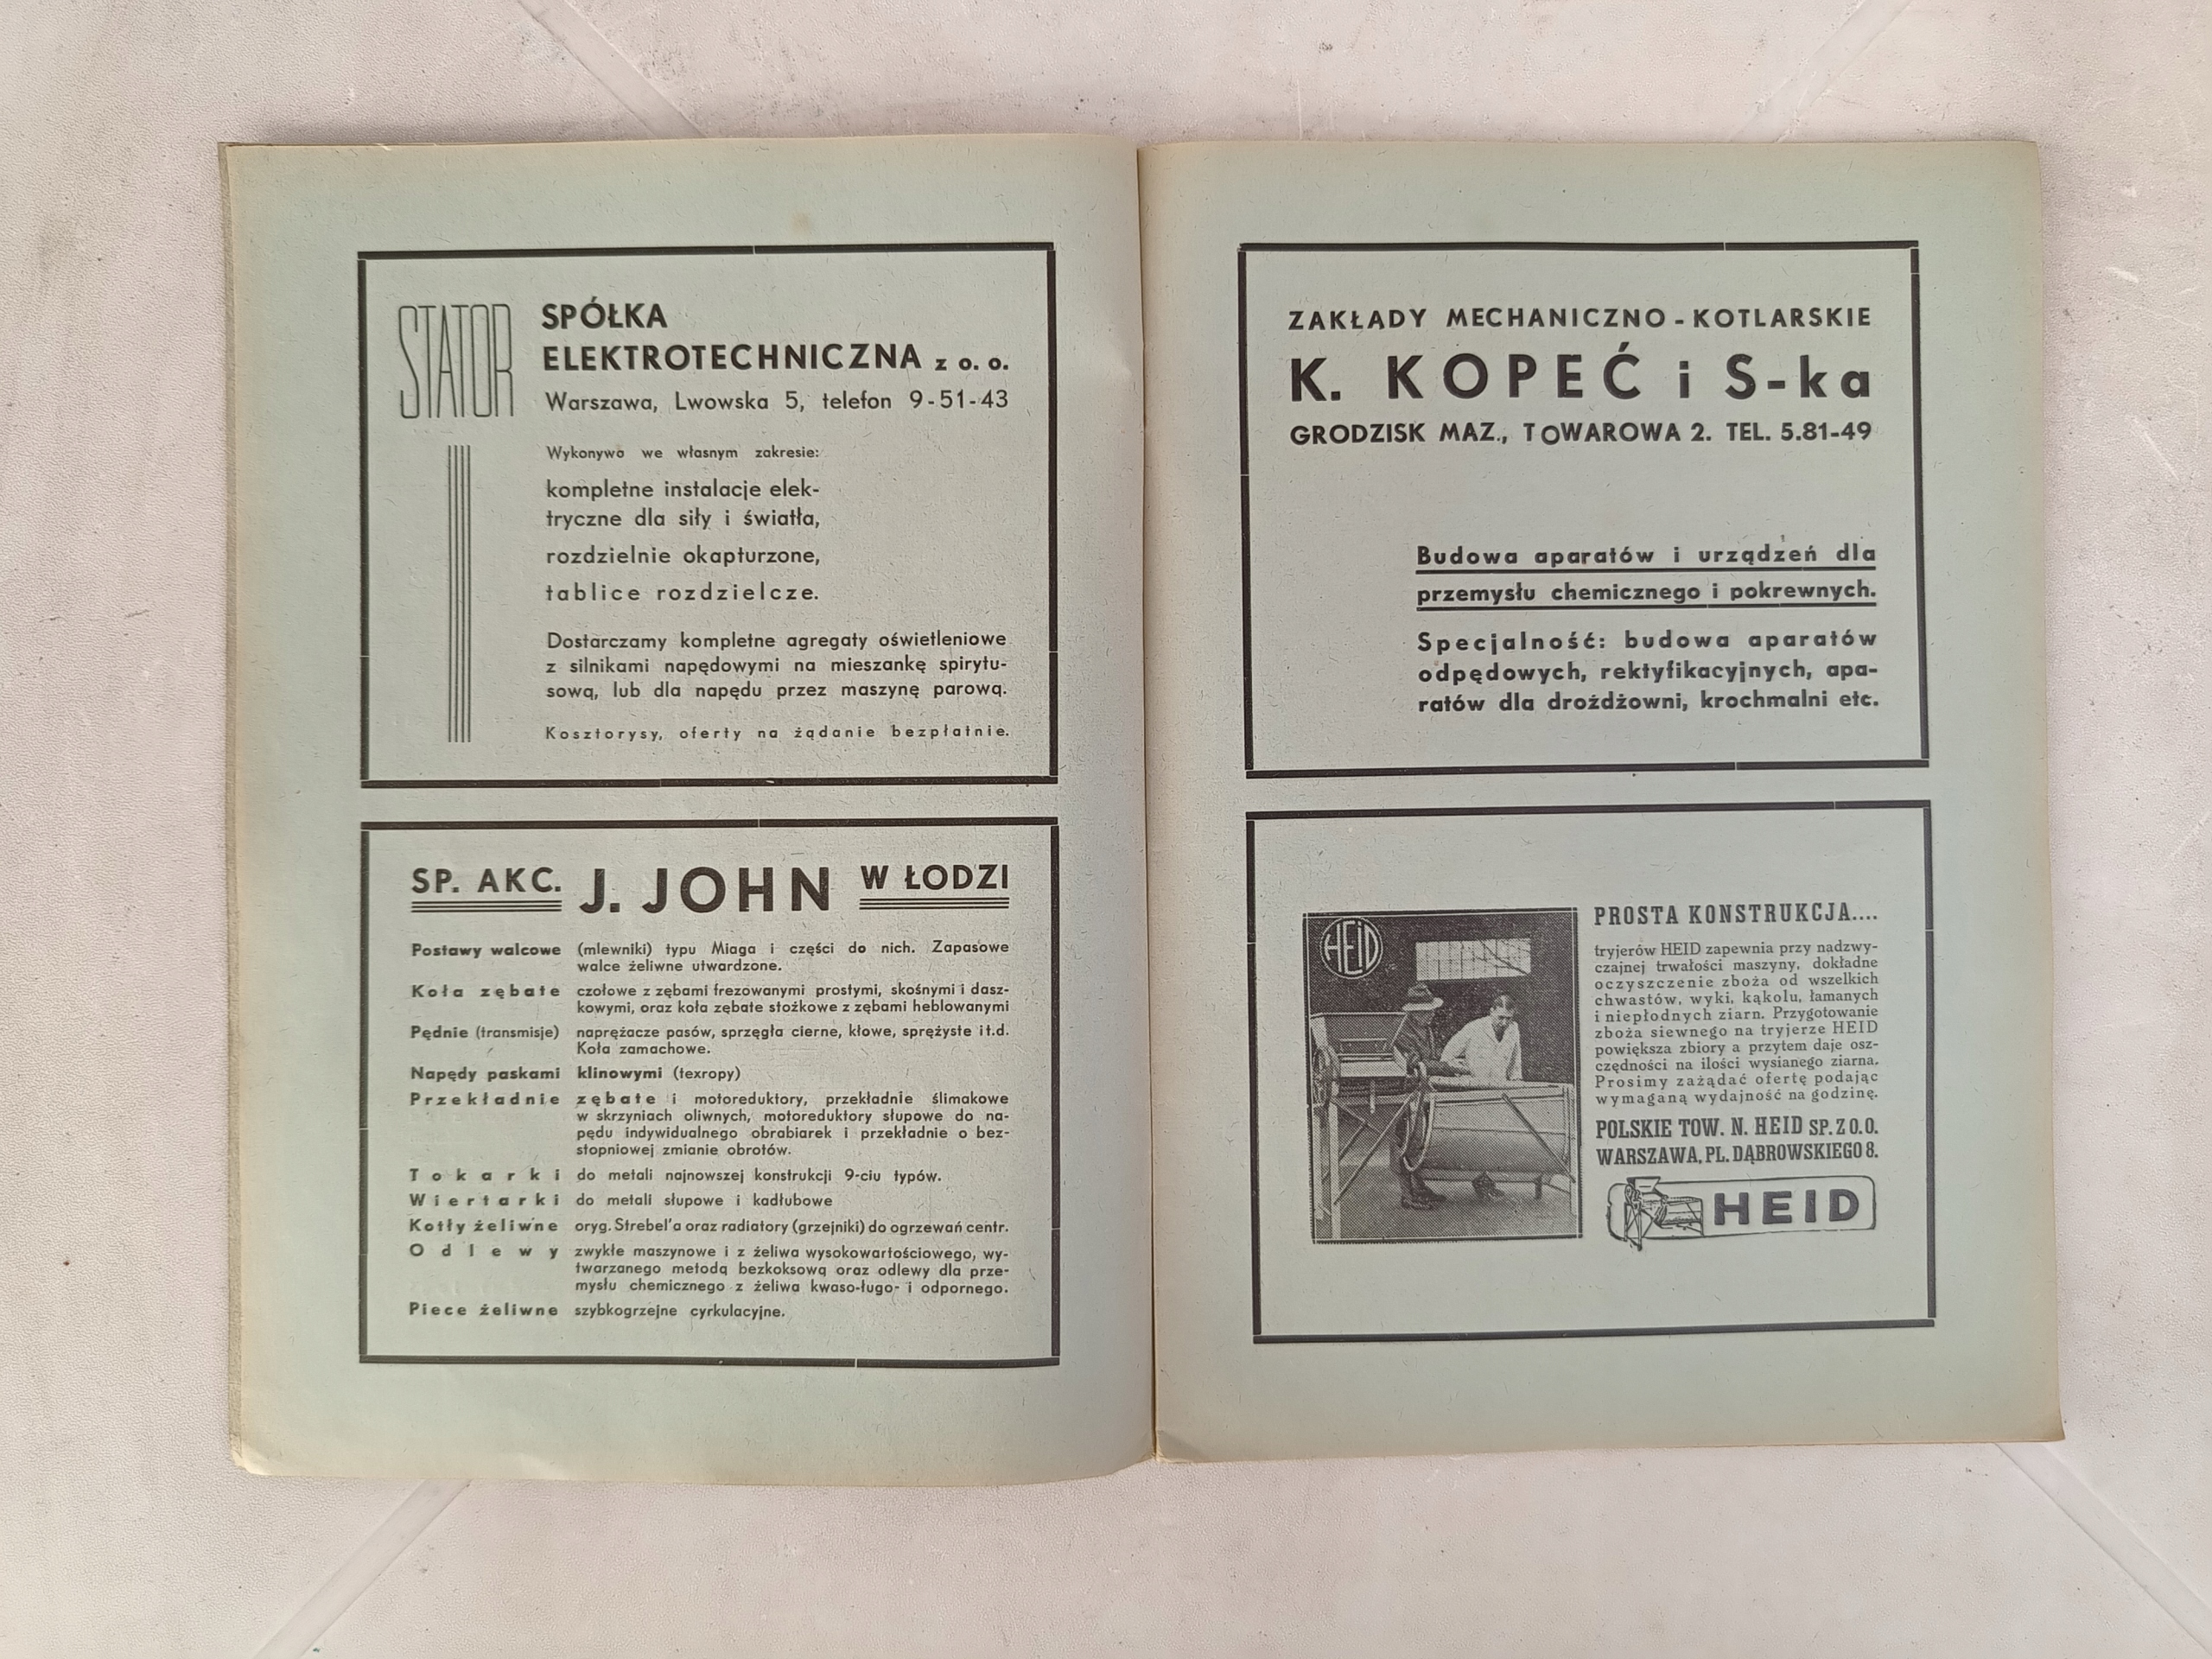 STATOR
SPÓŁKA
ELEKTROTECHNICZNA z o. o.
Warszawa, Lwowska 5, telefon 9-51-43
Wykonywa we własnym zakresie:
kompletne instalacje elek-
tryczne dla siły i światła,
rozdzielnie okapturzone,
tablice rozdzielcze.
Dostarczamy kompletne agregaty oświetleniowe
z silnikami napędowymi na mieszankę spirytu-
sową, lub dla napędu przez maszynę parową.
Kosztorysy, oferty na żądanie bezpłatnie.
SP. AKC. J. JOHN W ŁODZI
Postawy walcowe (mlewniki) typu Miaga i części do nich. Zapasowe
walce żeliwne utwardzone.
Koła zębate czołowe z zębami frezowanymi prostymi, skośnymi i dasz-
kowymi, oraz koła zębate stożkowe z zębami heblowanymi
Pędnie (transmisje) naprężacze pasów, sprzęgła cierne, kłowe, sprężyste i t.d.
Koła zamachowe.
Napędy paskami klinowymi (texropy)
Przekładnie zębate i motoreduktory, przekładnie ślimakowe
w skrzyniach oliwnych, motoreduktory słupowe do na-
pędu indywidualnego obrabiarek i przekładnie o bez-
stopniowej zmianie obrotów.
Tokarki do metali najnowszej konstrukcji 9-ciu typów.
Wiertarki do metali słupowe i kadłubowe
Kotły żeliwne oryg. Strebel'a oraz radiatory (grzejniki) do ogrzewań centr.
Odlewy zwykłe maszynowe i z żeliwa wysokowartościowego, wy-
twarzanego metodą bezkoksową oraz odlewy dla prze-
mysłu chemicznego z żeliwa kwaso-ługo- i odpornego.
Piece żeliwne szybkogrzejne cyrkulacyjne.
ZAKŁADY MECHANICZNO-KOTLARSKIE
K. KOPEĆ i S-ka
GRODZISK MAZ., TOWAROWA 2. TEL. 5.81-49
Budowa aparatów i urządzeń dla
przemysłu chemicznego i pokrewnych.
Specjalność: budowa aparatów
odpędowych, rektyfikacyjnych, apa-
ratów dla drożdżowni, krochmalni etc.
HEID
PROSTA KONSTRUKCJA....
tryjerów HEID zapewnia przy nadzwy-
czajnej trwałości maszyny, dokładne
oczyszczenie zboża od wszelkich
chwastów, wyki, kąkolu, łamanych
i niepłodnych ziarn. Przygotowanie
zboża siewnego na tryjerze HEID
powiększa zbiory a przytem daje osz-
czędności na ilości wysianego ziarna.
Prosimy zażądać ofertę podając
wymaganą wydajność na godzinę.
POLSKIE TOW. N. HEID SP. Z O.O.
WARSZAWA, PL. DĄBROWSKIEGO 8.
HEID